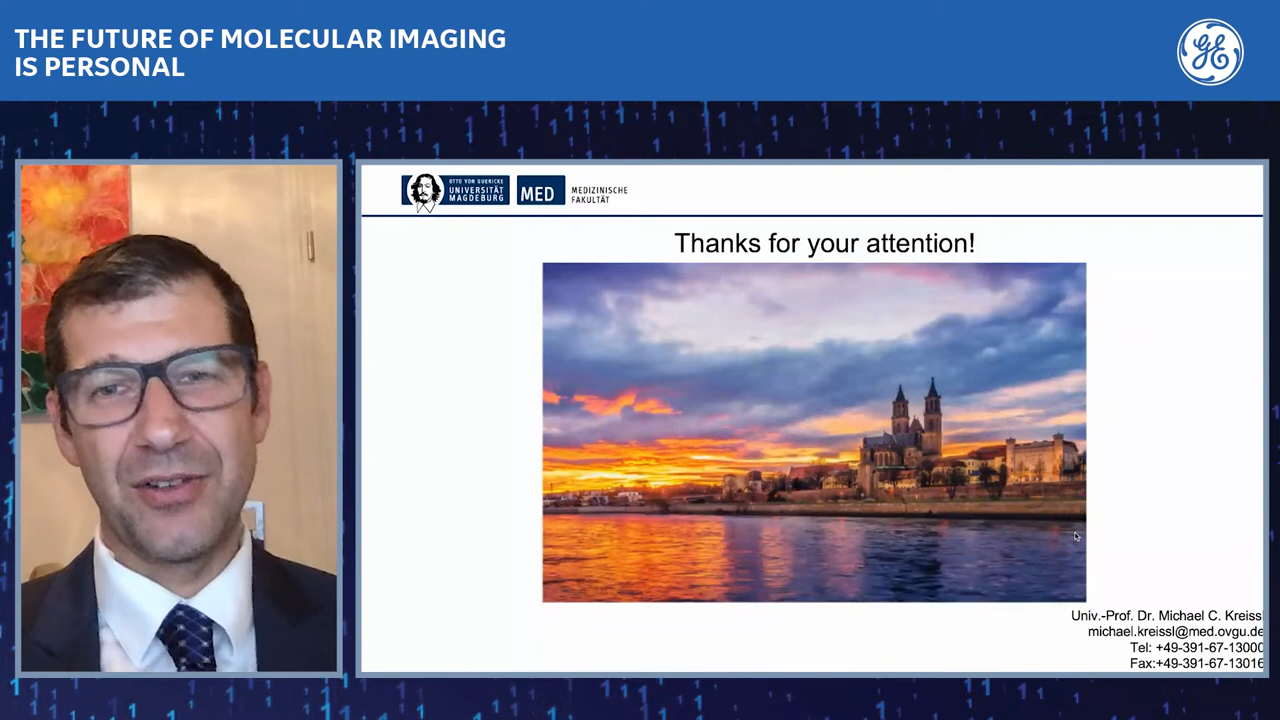 THE FUTURE OF MOLECULAR IMAGING
IS PERSONAL
GE
OTTO VON GUERICKE
UNIVERSITÄT
MAGDEBURG
MED
MEDIZINISCHE
FAKULTÄT
Thanks for your attention!
Univ.-Prof. Dr. Michael C. Kreissl
michael.kreissl@med.ovgu.de
Tel: +49-391-67-13000
Fax:+49-391-67-13016